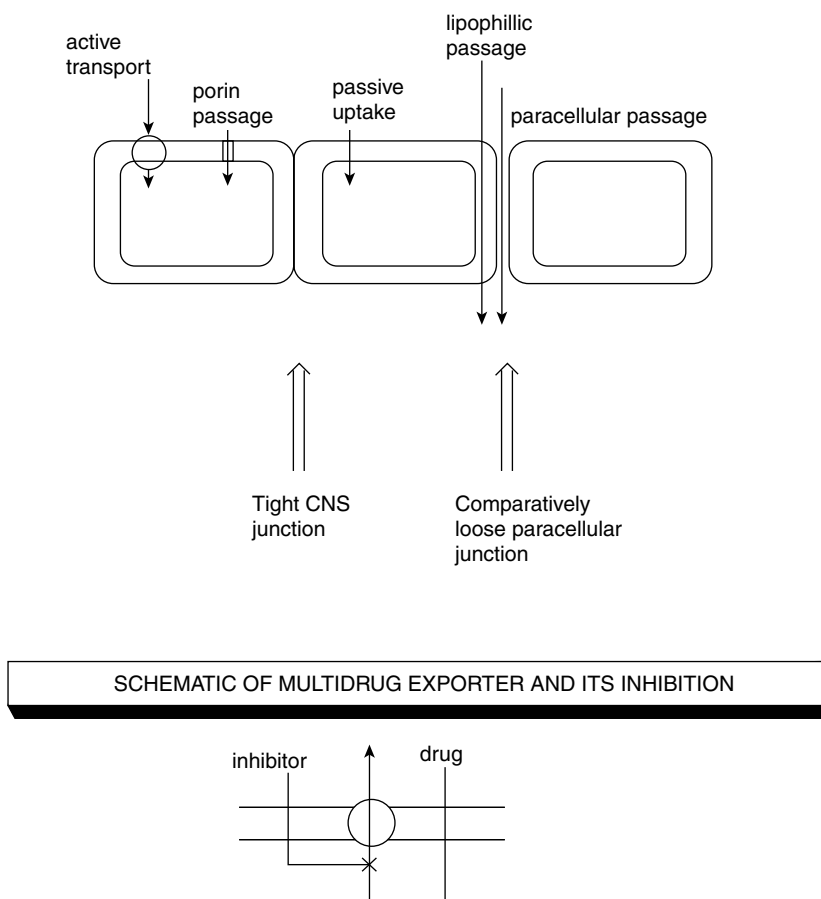 lipophillic
passage
active
transport
porin
passage
passive
uptake
paracellular passage
Tight CNS
junction
Comparatively
loose paracellular
junction
SCHEMATIC OF MULTIDRUG EXPORTER AND ITS INHIBITION
inhibitor
drug